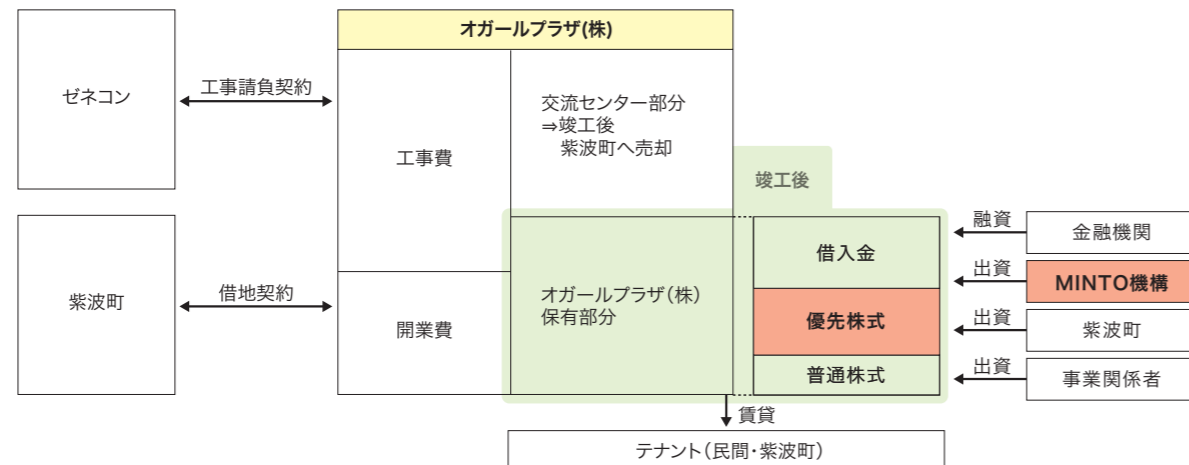 オガールプラザ(株)
ゼネコン
工事請負契約
工事費
交流センター部分
⇒竣工後
紫波町へ売却
竣工後
紫波町
借地契約
開業費
オガールプラザ(株)
保有部分
借入金
優先株式
普通株式
融資
金融機関
出資
MINTO機構
出資
紫波町
出資
事業関係者
賃貸
テナント(民間・紫波町)